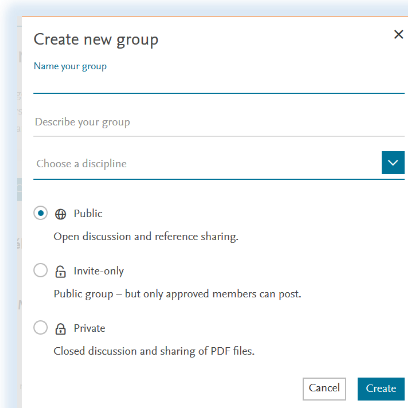 Create new group
Name your group
Describe your group
Choose a discipline
Public
Open discussion and reference sharing.
Invite-only
Public group – but only approved members can post.
Private
Closed discussion and sharing of PDF files.
Cancel
Create